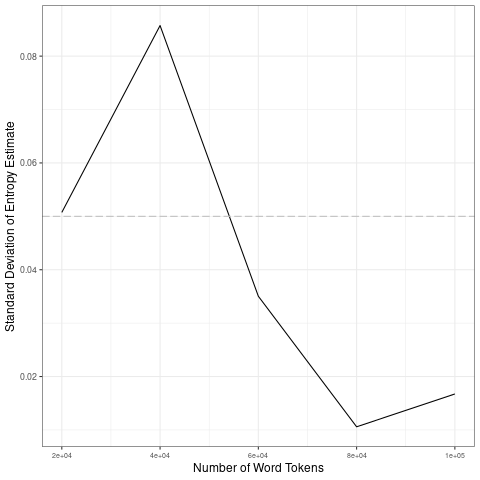 Standard Deviation of Entropy Estimate
0.08
0.06
0.04
0.02
2e+04 4e+04 6e+04 8e+04 1e+05
Number of Word Tokens